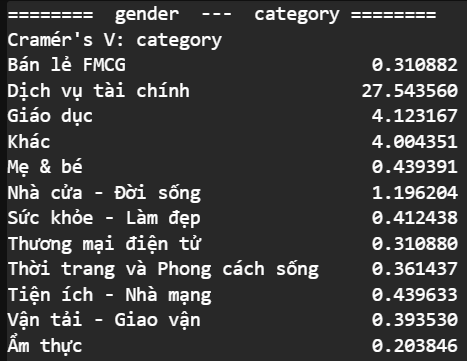 ======== gender --- category ========
Cramér's V: category
Bán lẻ FMCG 0.310882
Dịch vụ tài chính 27.543560
Giáo dục 4.123167
Khác 4.004351
Mẹ & bé 0.439391
Nhà cửa - Đời sống 1.196204
Sức khỏe - Làm đẹp 0.412438
Thương mại điện tử 0.310880
Thời trang và Phong cách sống 0.361437
Tiện ích - Nhà mạng 0.439633
Vận tải - Giao vận 0.393530
Ẩm thực 0.203846